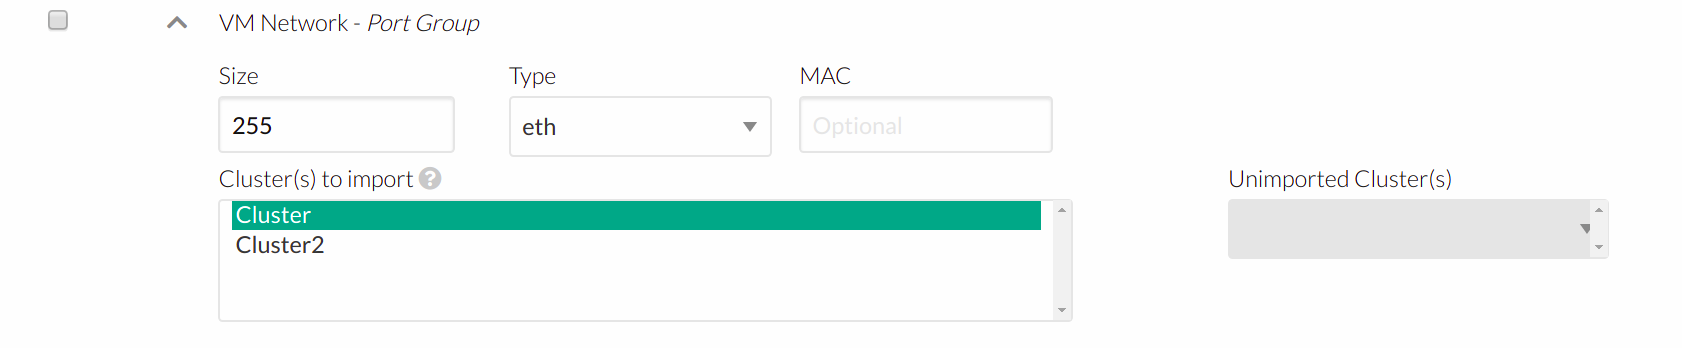 VM Network - Port Group
Size Type MAC
255 eth Optional
Cluster(s) to import ? Unimported Cluster(s)
Cluster
Cluster2